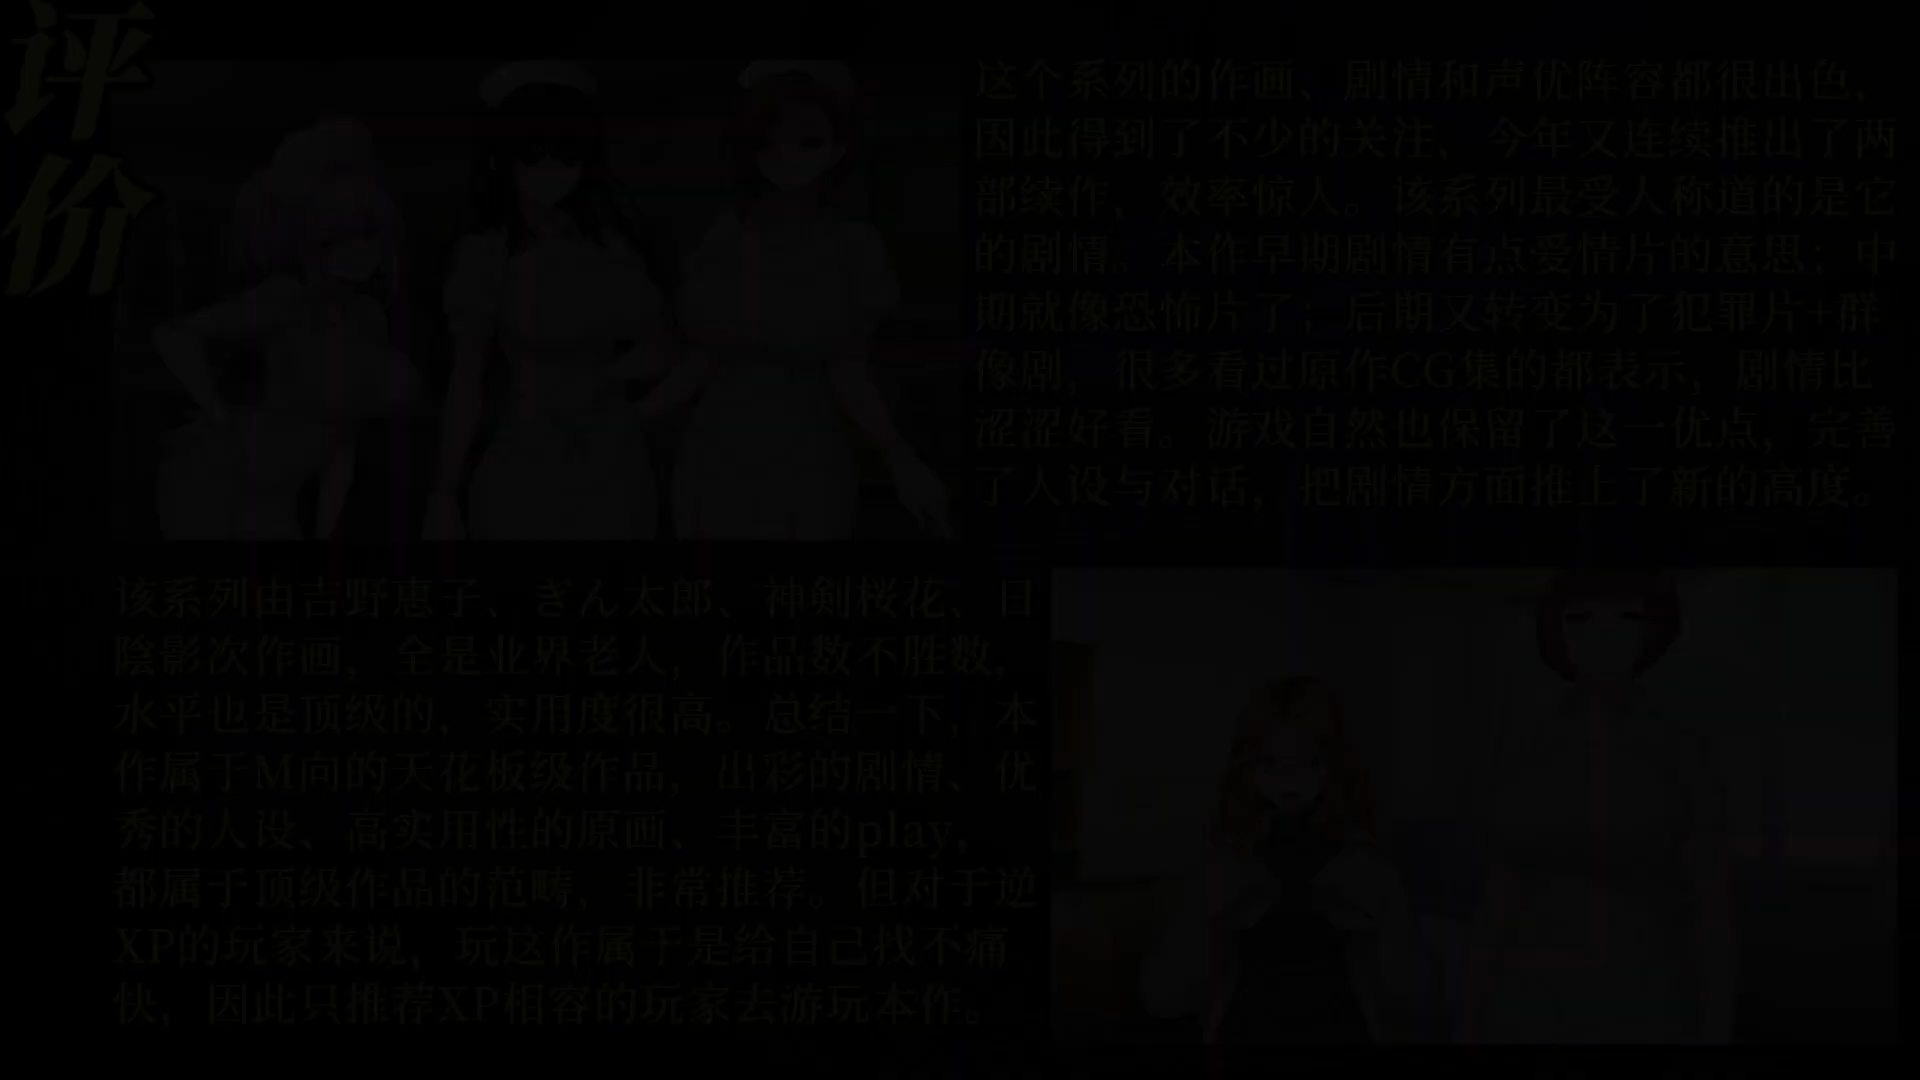 评价
这个系列的作画、剧情和声优阵容都很出色，
因此得到了不少的关注，今年又连续推出了两
部续作，效率惊人。该系列最受人称道的是它
的剧情。本作早期剧情有点爱情片的意思；中
期就像恐怖片了；后期又转变为了犯罪片+群
像剧，很多看过原作CG集的都表示，剧情比
涩涩好看。游戏自然也保留了这一优点，完善
了人设与对话，把剧情方面推上了新的高度。
该系列由吉野恵子、ぎん太郎、神剣桜花、日
陰影次作画，全是业界老人，作品数不胜数，
水平也是顶级的，实用度很高。总结一下，本
作属于M向的天花板级作品，出彩的剧情、优
秀的人设、高实用性的原画、丰富的play，
都属于顶级作品的范畴，非常推荐。但对于逆
XP的玩家来说，玩这作属于是给自己找不痛
快，因此只推荐XP相容的玩家去游玩本作。